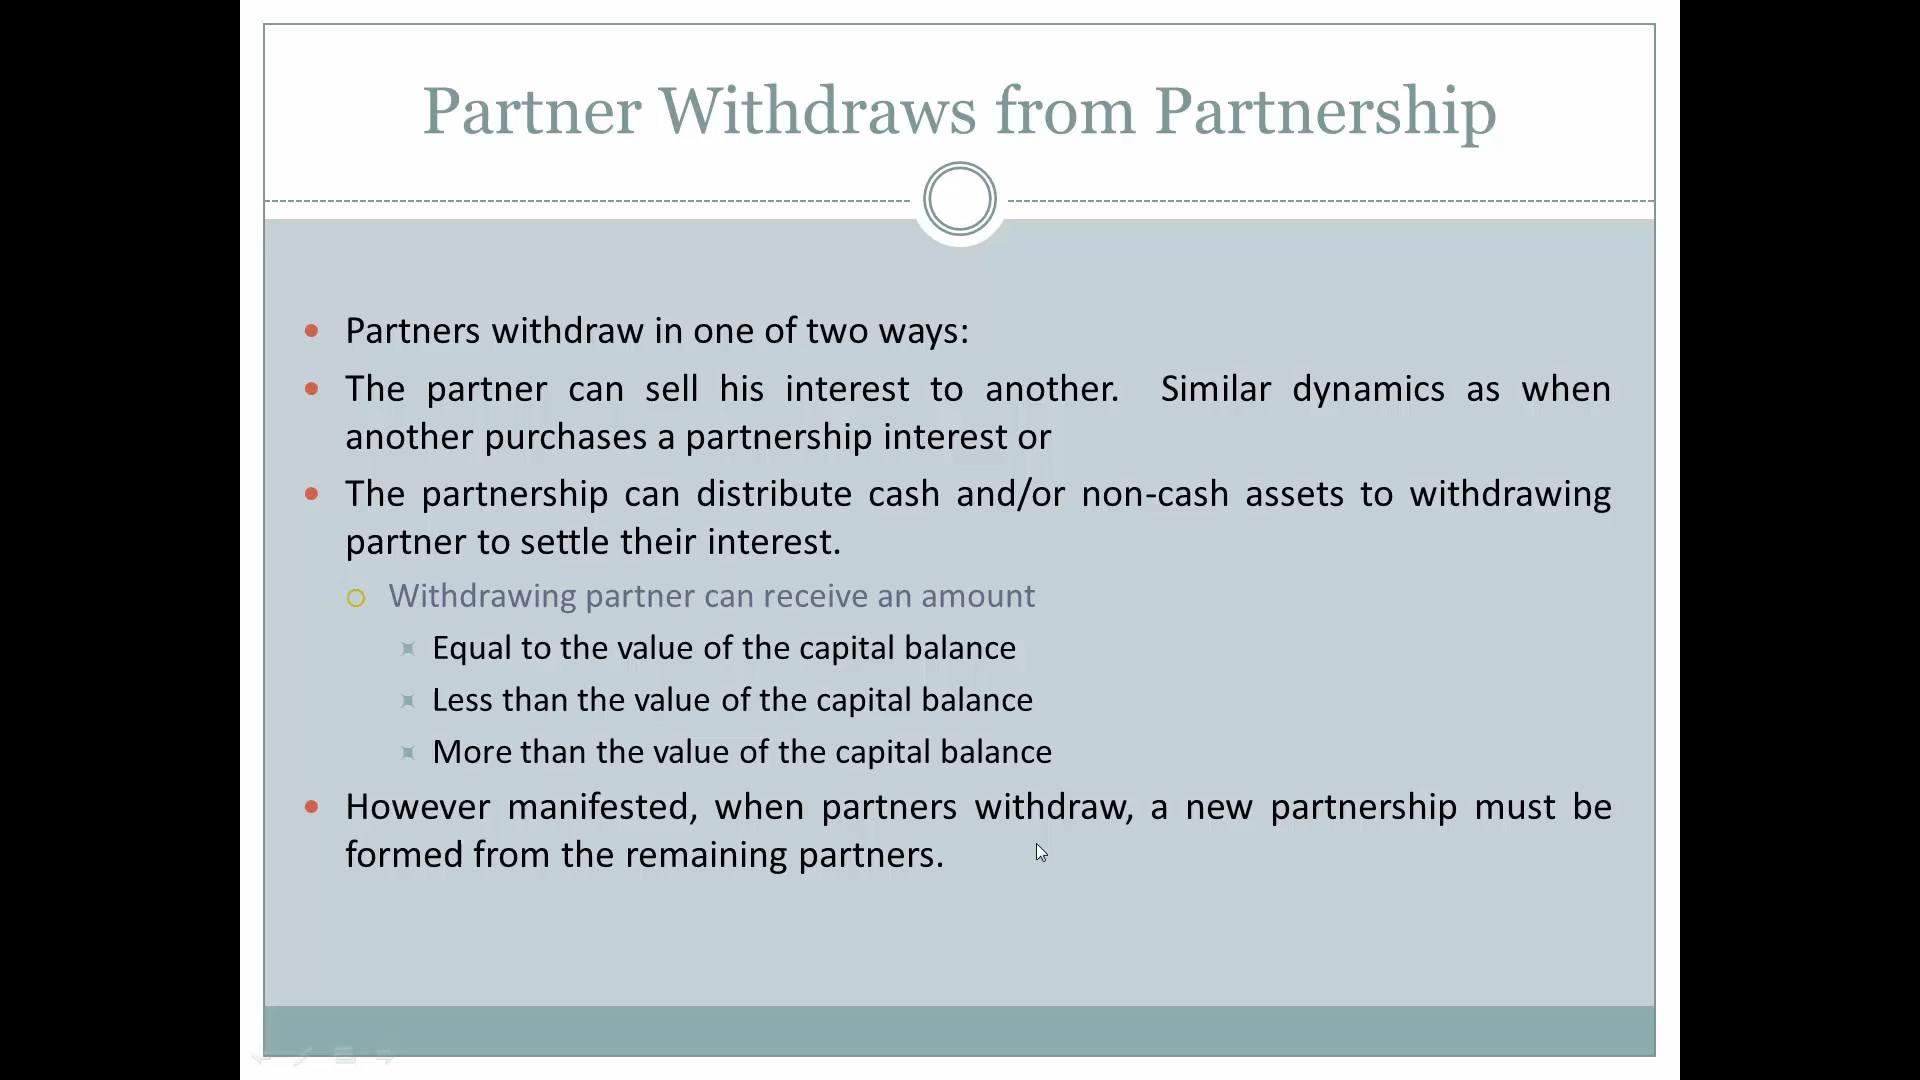 Partner Withdraws from Partnership
Partners withdraw in one of two ways:
The partner can sell his interest to another.  Similar dynamics as when
another purchases a partnership interest or
The partnership can distribute cash and/or non-cash assets to withdrawing
partner to settle their interest.
Withdrawing partner can receive an amount
Equal to the value of the capital balance
Less than the value of the capital balance
More than the value of the capital balance
However manifested, when partners withdraw, a new partnership must be
formed from the remaining partners.